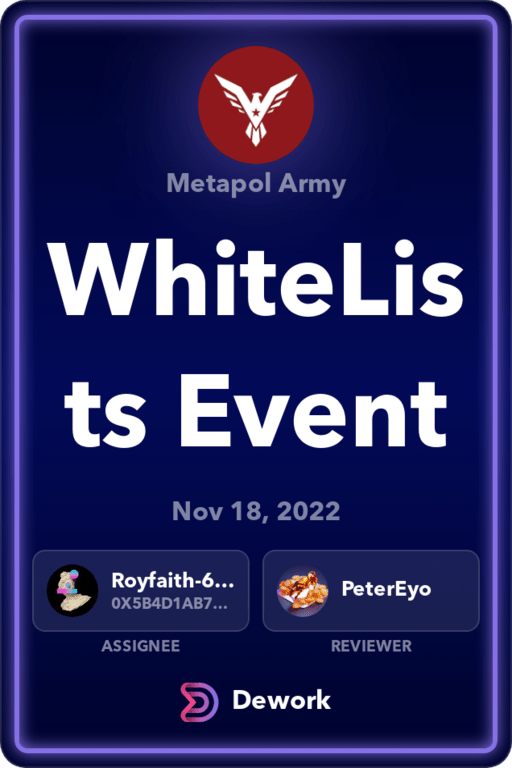 Metapol Army
WhiteLis
ts Event
Nov 18, 2022
Royfaith-6...
0X5B4D1AB7...
PeterEyo
ASSIGNEE
REVIEWER
Dework